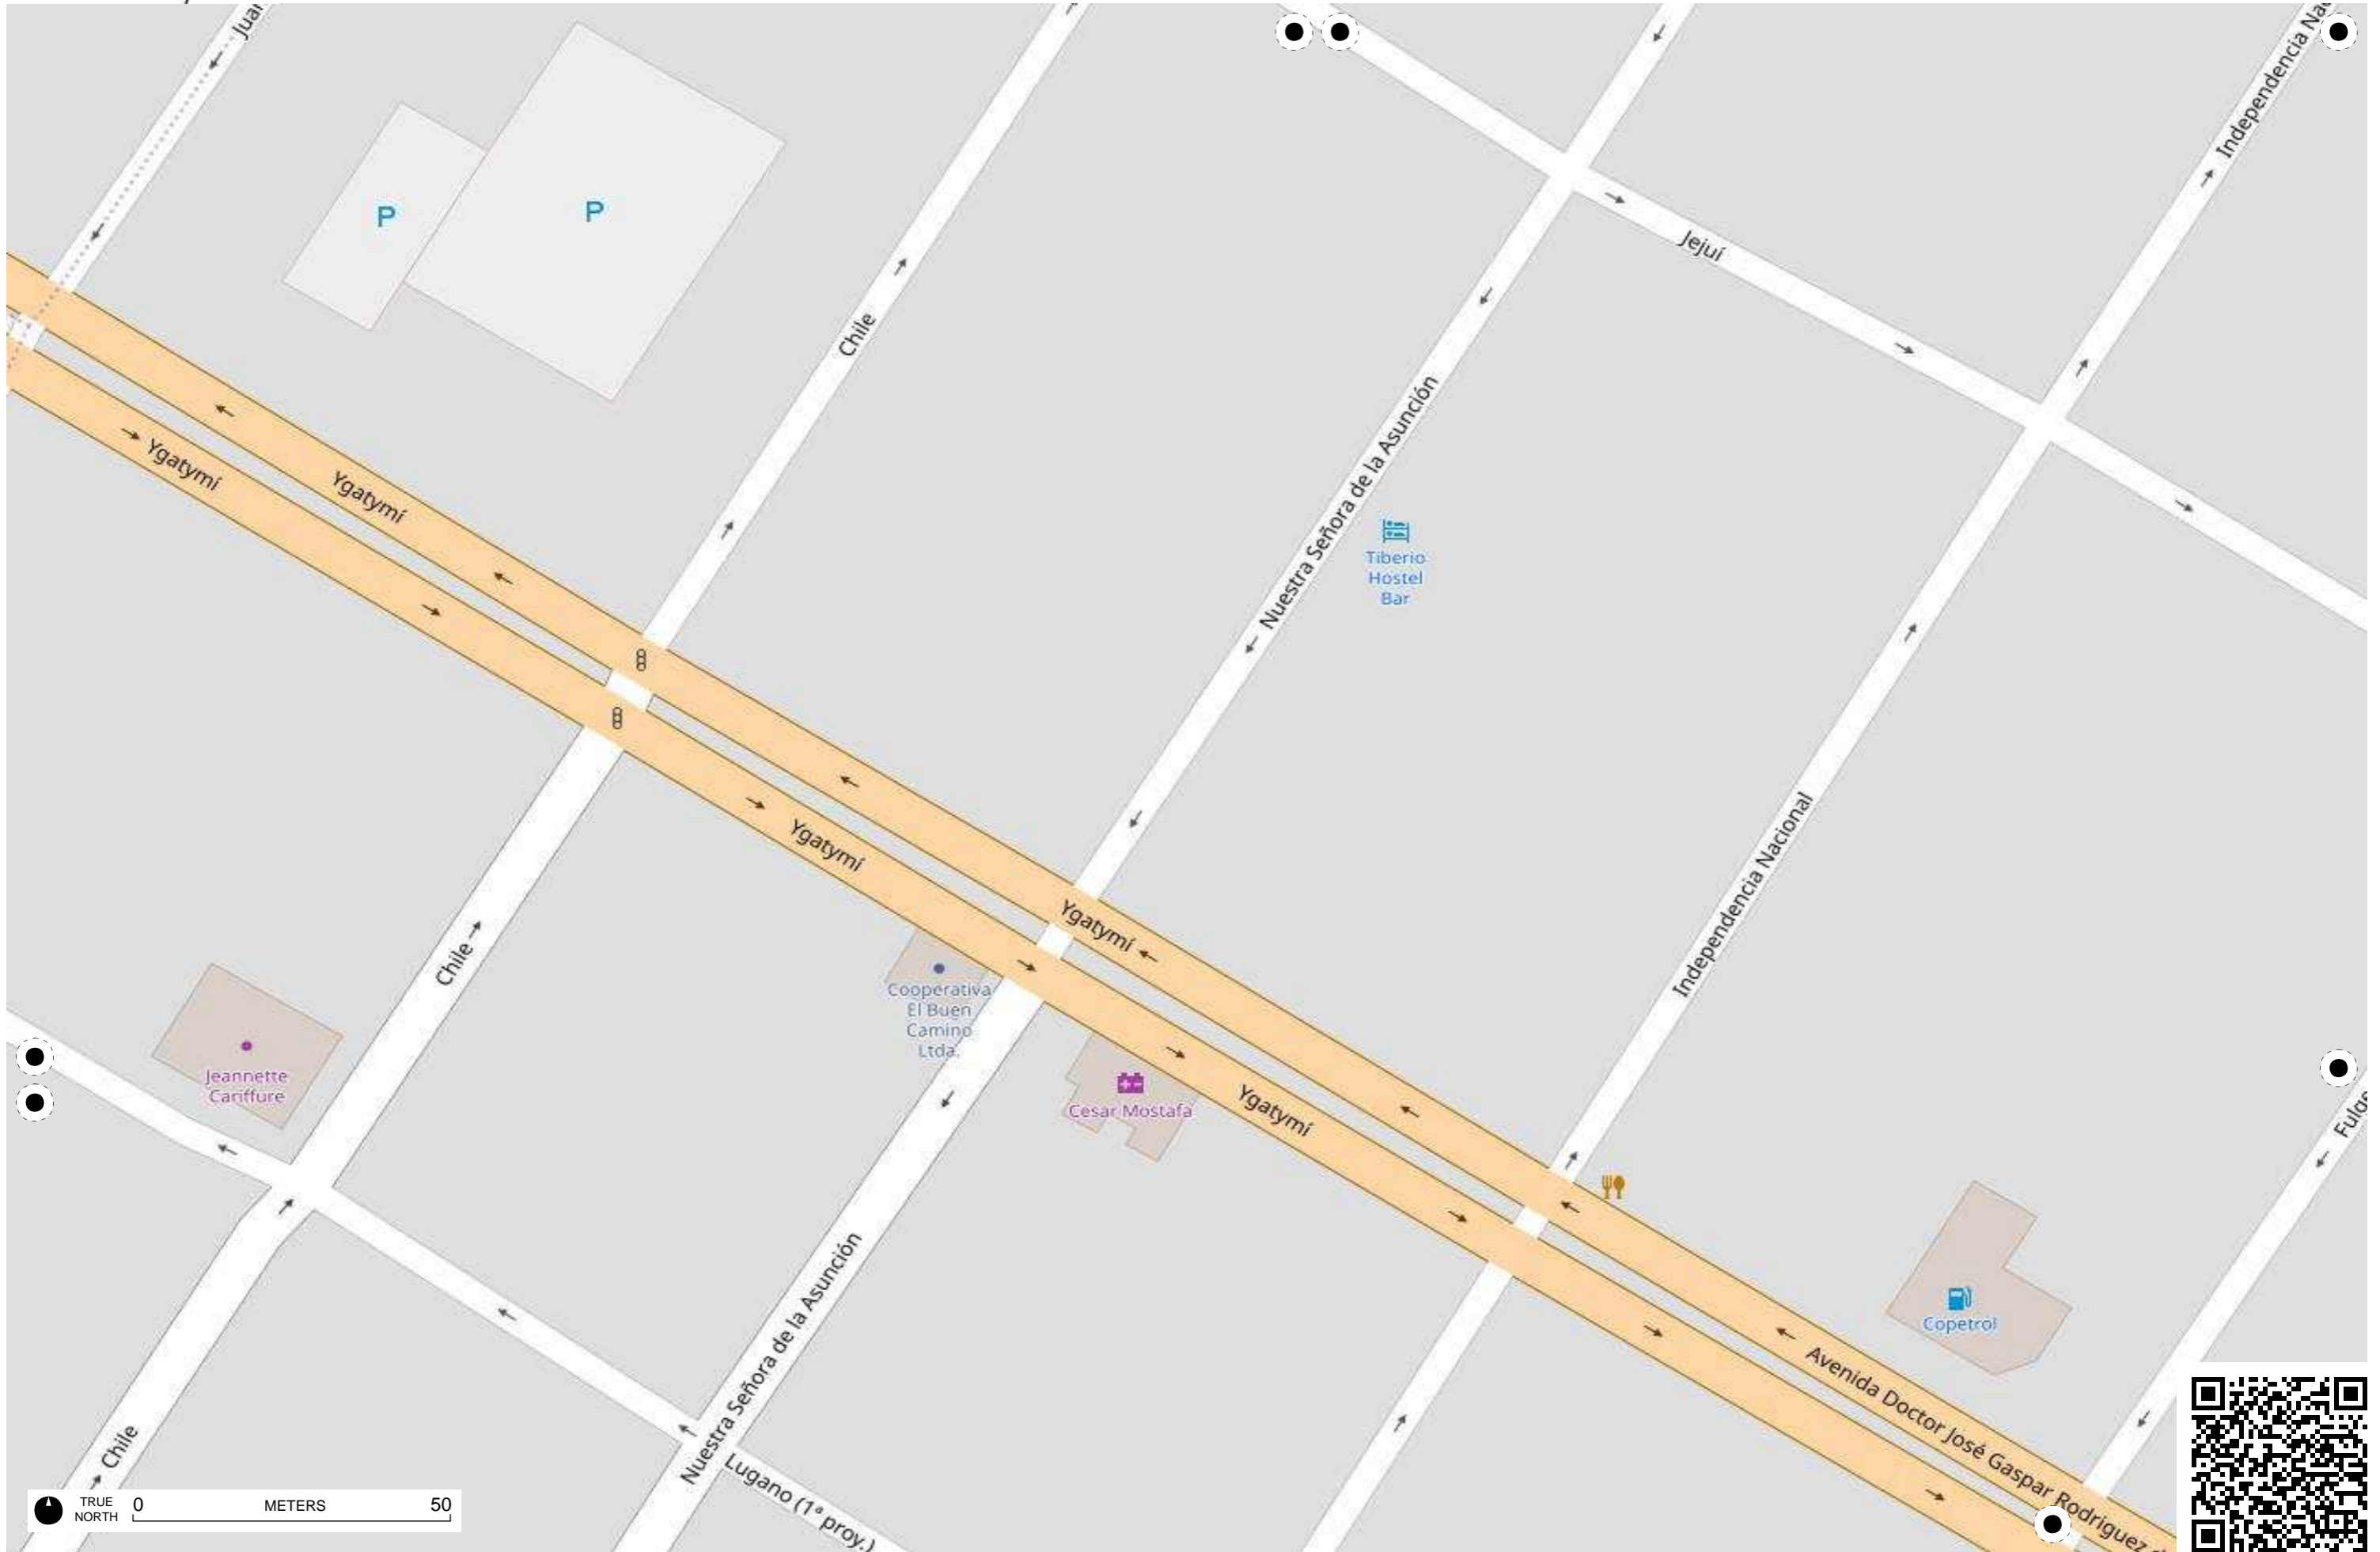 Jejuí
Chile
Nuestra Señora de la Asunción
Ygatymí
Ygatymí
Tiberio
Hostel
Bar
Independencia Nacional
Ygatymí
Ygatymí
Chile
Cooperativa
El Buen
Camino
Ltda.
Jeannette
Cariffure
Cesar Mostafa
Ygatymí
Nuestra Señora de la Asunción
Copetrol
Avenida Doctor José Gaspar Rodriguez
Chile
Lugano (1ª proy.)
TRUE
NORTH
0 METERS 50
P
P
Independencia